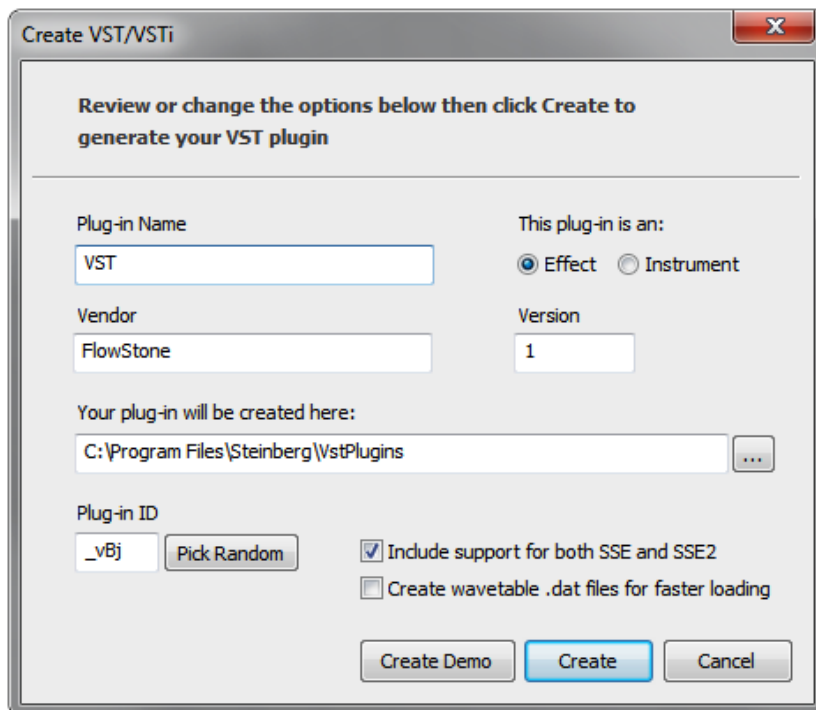 Create VST/VSTi
Review or change the options below then click Create to
generate your VST plugin
Plug-in Name
This plug-in is an:
VST
Effect
Instrument
Vendor
Version
FlowStone
1
Your plug-in will be created here:
C:\Program Files\Steinberg\VstPlugins
...
Plug-in ID
_vBj
Pick Random
Include support for both SSE and SSE2
Create wavetable .dat files for faster loading
Create Demo
Create
Cancel